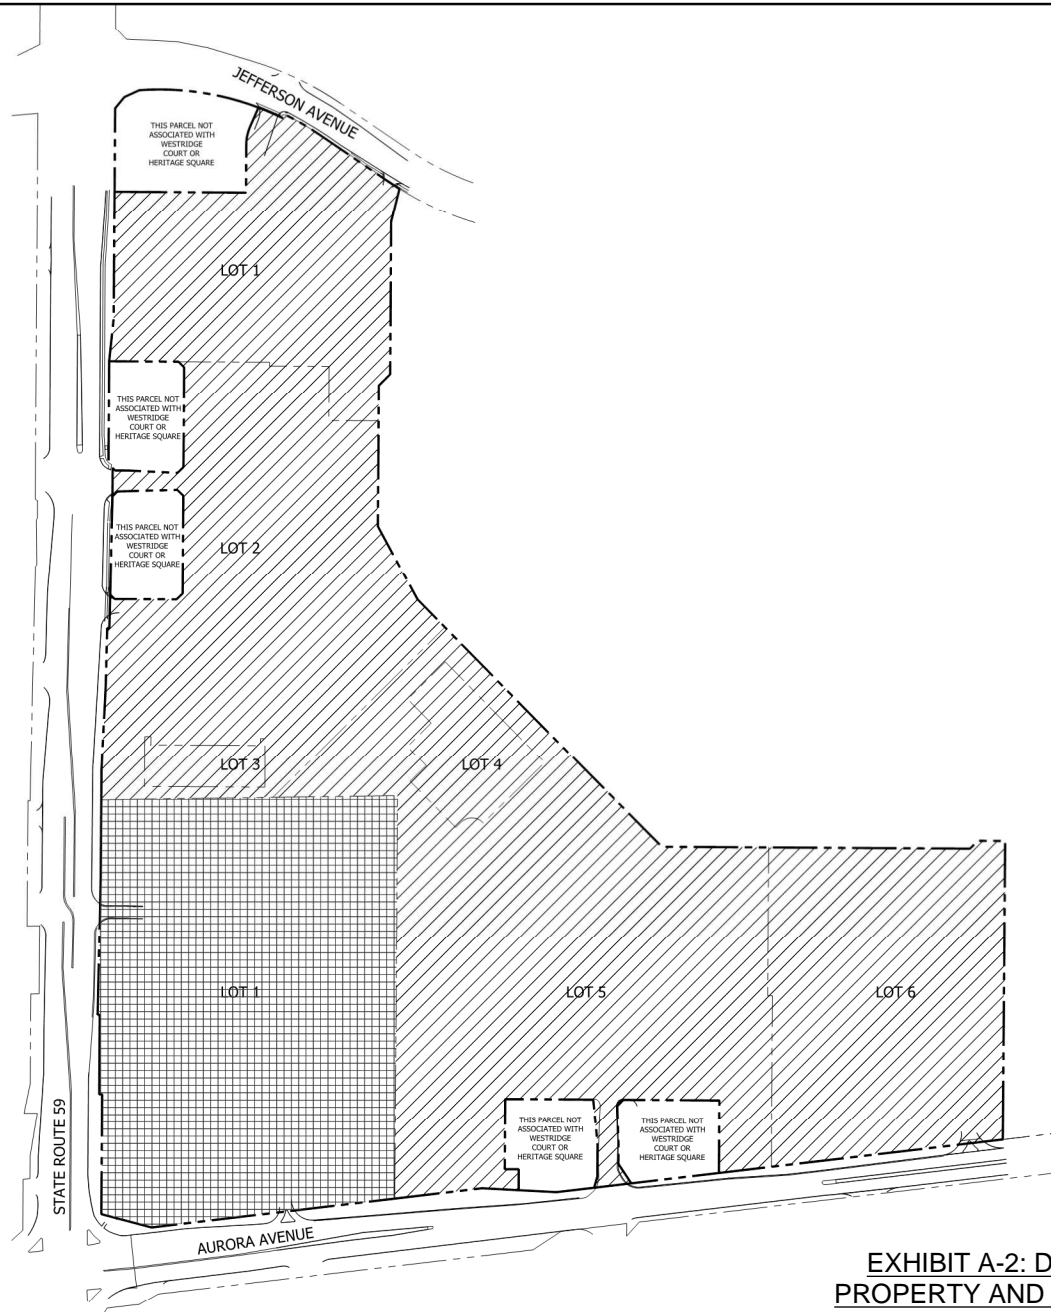 JEFFERSON AVENUE
THIS PARCEL NOT
ASSOCIATED WITH
WESTRIDGE
COURT OR
HERITAGE SQUARE
LOT 1
THIS PARCEL NOT
ASSOCIATED WITH
WESTRIDGE
COURT OR
HERITAGE SQUARE
THIS PARCEL NOT
ASSOCIATED WITH
WESTRIDGE
COURT OR
HERITAGE SQUARE
LOT 2
LOT 3
LOT 4
LOT 1
LOT 5
LOT 6
THIS PARCEL NOT
ASSOCIATED WITH
WESTRIDGE
COURT OR
HERITAGE SQUARE
THIS PARCEL NOT
ASSOCIATED WITH
WESTRIDGE
COURT OR
HERITAGE SQUARE
STATE ROUTE 59
AURORA AVENUE
EXHIBIT A-2: D
PROPERTY AND